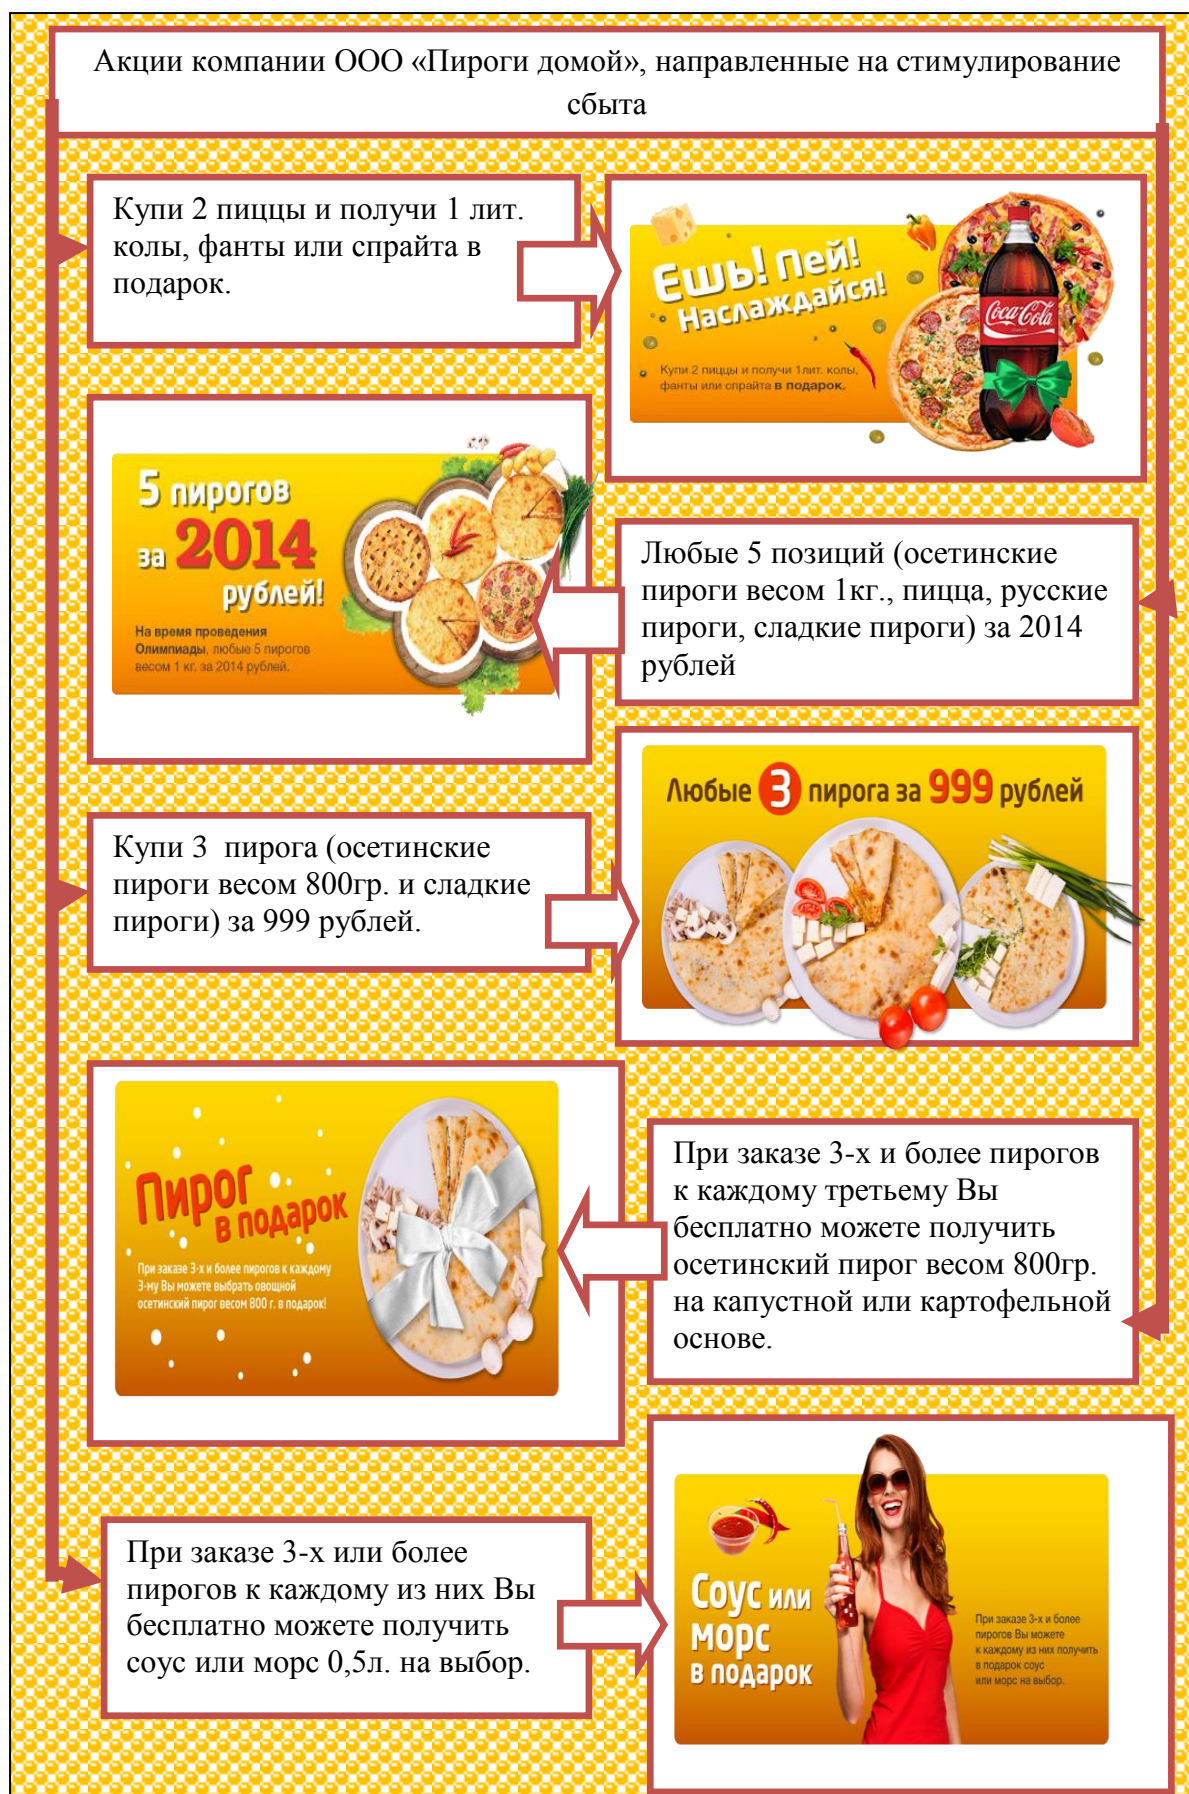 Акции компании ООО «Пироги домой», направленные на стимулирование
сбыта
Купи 2 пиццы и получи 1 лит.
колы, фанты или спрайта в
подарок.
Ешь! Пей!
Наслаждайся!
Купи 2 пиццы и получи 1лит. колы,
фанты или спрайта в подарок.
Coca-Cola
5 пирогов
за 2014
рублей!
На время проведения
Олимпиады, любые 5 пирогов
весом 1 кг. за 2014 рублей.
Любые 5 позиций (осетинские
пироги весом 1кг., пицца, русские
пироги, сладкие пироги) за 2014
рублей
Любые 3 пирога за 999 рублей
Купи 3 пирога (осетинские
пироги весом 800гр. и сладкие
пироги) за 999 рублей.
Пирог
в подарок
При заказе 3-х и более пирогов к каждому
3-му Вы можете выбрать овощной
осетинский пирог весом 800 г. в подарок!
При заказе 3-х и более пирогов
к каждому третьему Вы
бесплатно можете получить
осетинский пирог весом 800гр.
на капустной или картофельной
основе.
При заказе 3-х или более
пирогов к каждому из них Вы
бесплатно можете получить
соус или морс 0,5л. на выбор.
Соус или
морс
в подарок
При заказе 3-х и более
пирогов Вы можете
к каждому из них получить
в подарок соус
или морс на выбор.